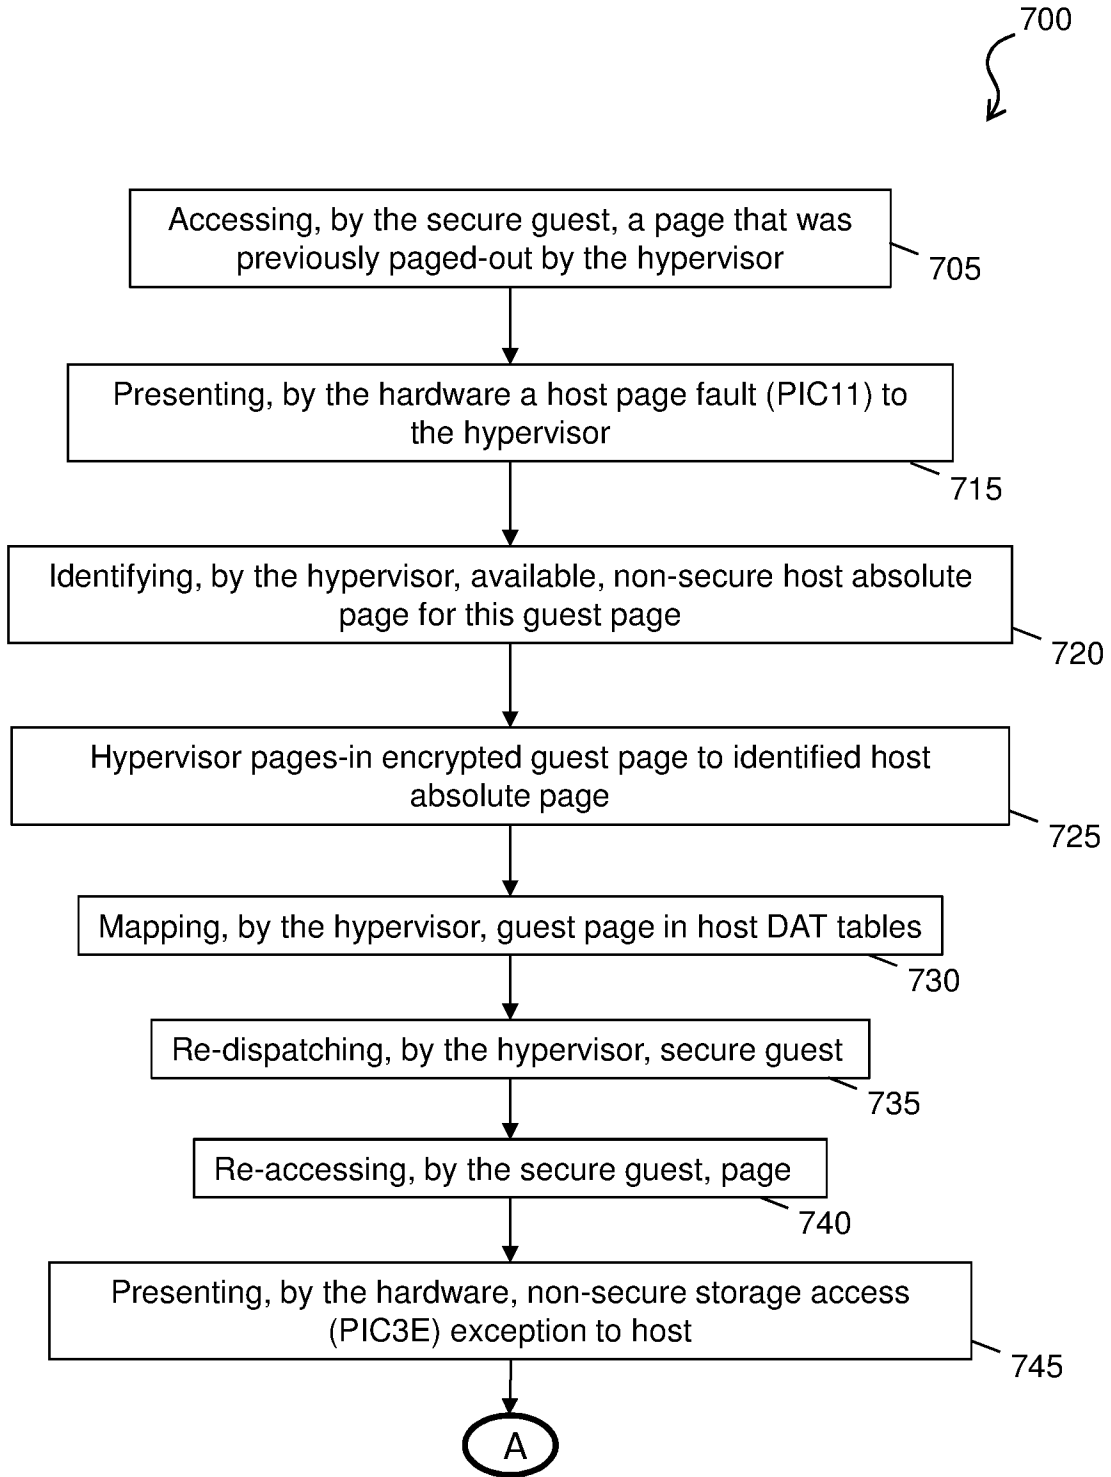 700
Accessing, by the secure guest, a page that was
previously paged-out by the hypervisor
705
Presenting, by the hardware a host page fault (PIC11) to
the hypervisor
715
Identifying, by the hypervisor, available, non-secure host absolute
page for this guest page
720
Hypervisor pages-in encrypted guest page to identified host
absolute page
725
Mapping, by the hypervisor, guest page in host DAT tables
730
Re-dispatching, by the hypervisor, secure guest
735
Re-accessing, by the secure guest, page
740
Presenting, by the hardware, non-secure storage access
(PIC3E) exception to host
745
A